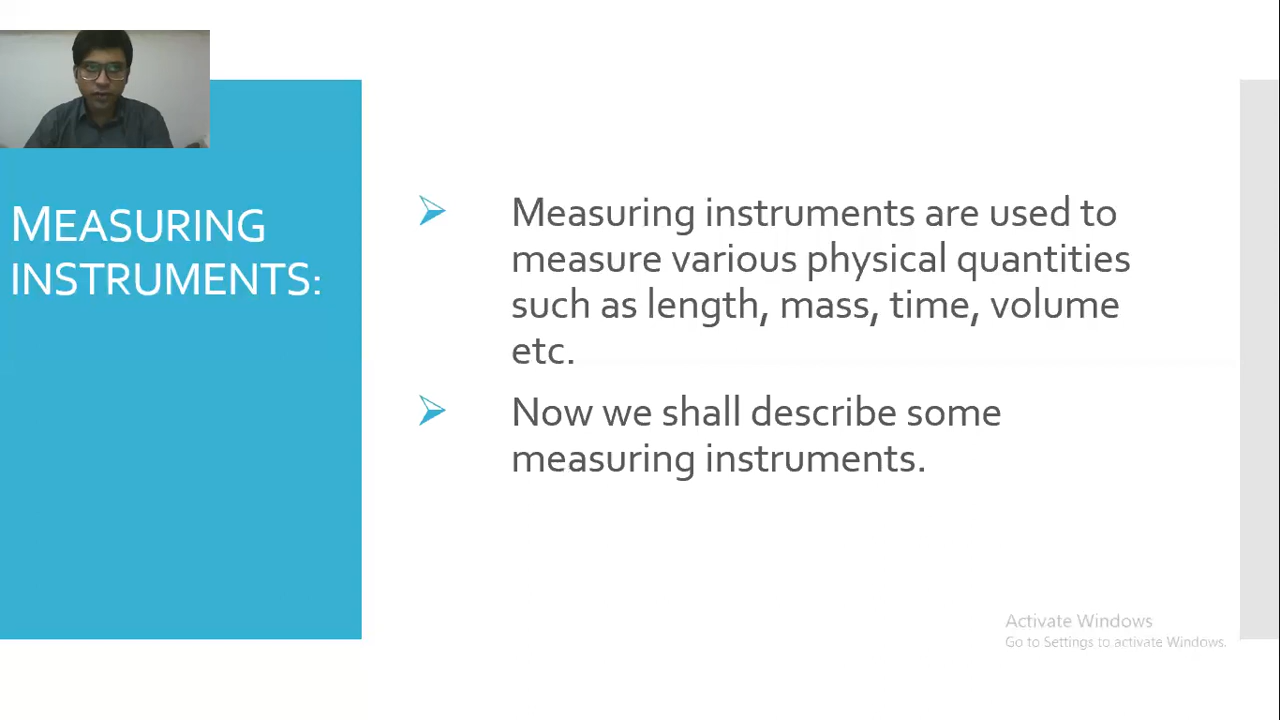 MEASURING
INSTRUMENTS:
➢ Measuring instruments are used to
measure various physical quantities
such as length, mass, time, volume
etc.
➢ Now we shall describe some
measuring instruments.
Activate Windows
Go to Settings to activate Windows.